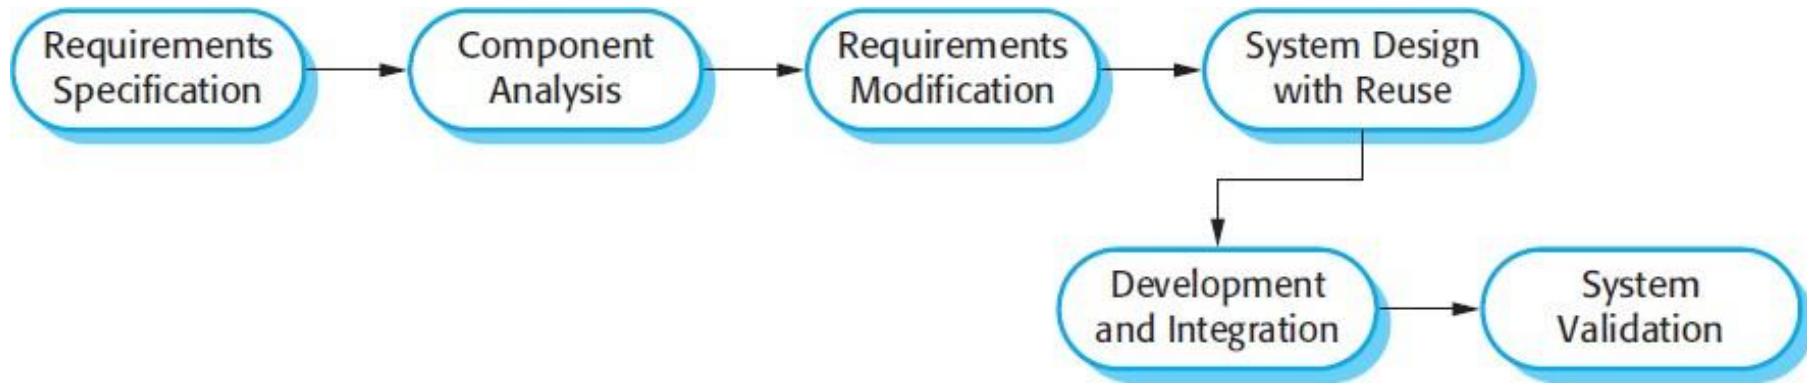 Requirements
Specification
Component
Analysis
Requirements
Modification
System Design
with Reuse
Development
and Integration
System
Validation